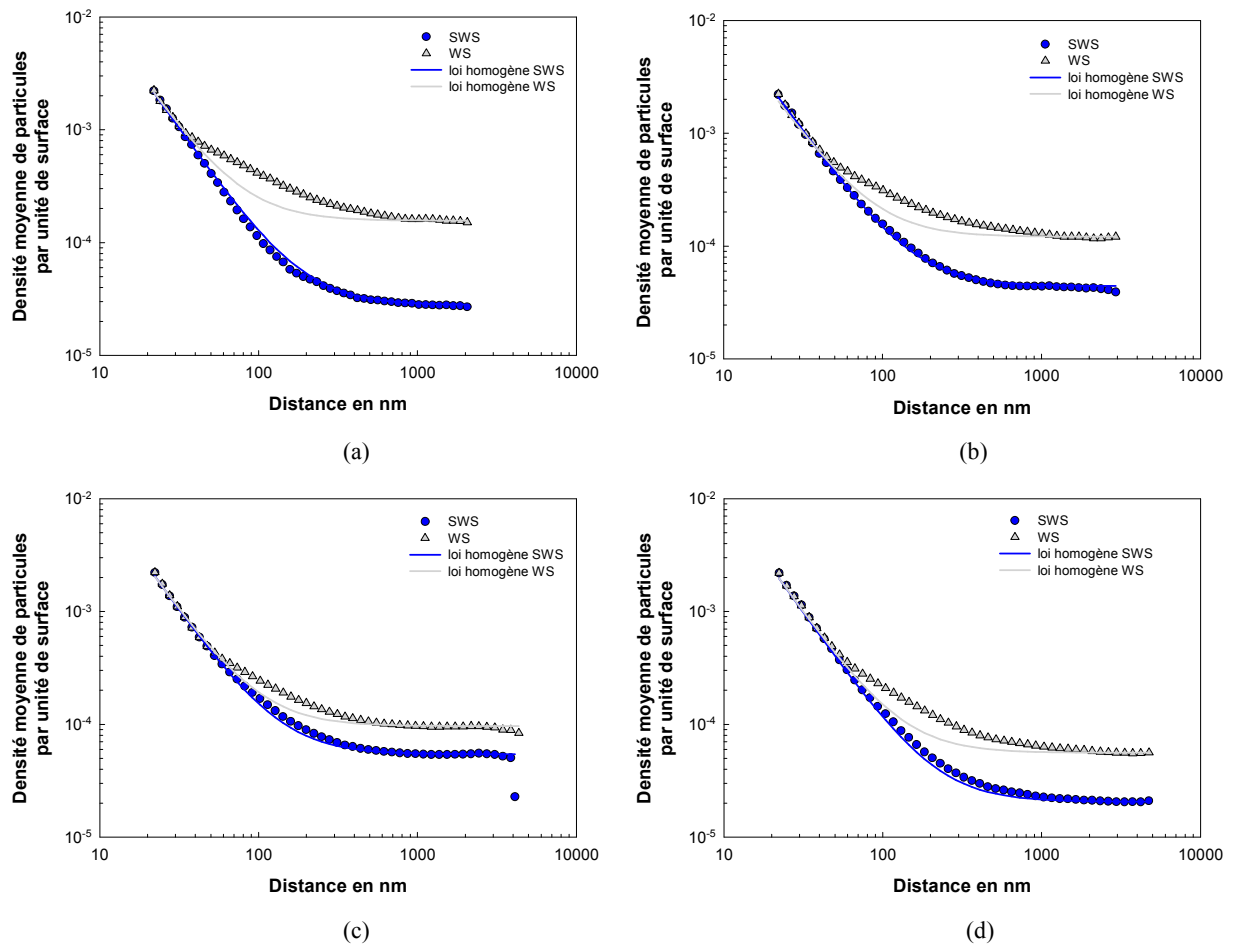 10⁻²
10⁻³
10⁻⁴
10⁻⁵
Densité moyenne de particules
par unité de surface
SWS
WS
loi homogène SWS
loi homogène WS
10 100 1000 10000
Distance en nm
(a)
10⁻²
10⁻³
10⁻⁴
10⁻⁵
Densité moyenne de particules
par unité de surface
SWS
WS
loi homogène SWS
loi homogène WS
10 100 1000 10000
Distance en nm
(b)
10⁻²
10⁻³
10⁻⁴
10⁻⁵
Densité moyenne de particules
par unité de surface
SWS
WS
loi homogène SWS
loi homogène WS
10 100 1000 10000
Distance en nm
(c)
10⁻²
10⁻³
10⁻⁴
10⁻⁵
Densité moyenne de particules
par unité de surface
SWS
WS
loi homogène SWS
loi homogène WS
10 100 1000 10000
Distance en nm
(d)